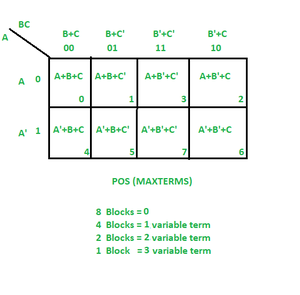 BC
B+C B+C' B'+C' B'+C
A 00 01 11 10
A 0 A+B+C A+B+C' A+B'+C' A+B'+C
0 1 3 2
A' 1 A'+B+C A'+B+C' A'+B'+C' A'+B'+C
4 5 7 6
POS (MAXTERMS)
8 Blocks = 0
4 Blocks = 1 variable term
2 Blocks = 2 variable term
1 Block = 3 variable term